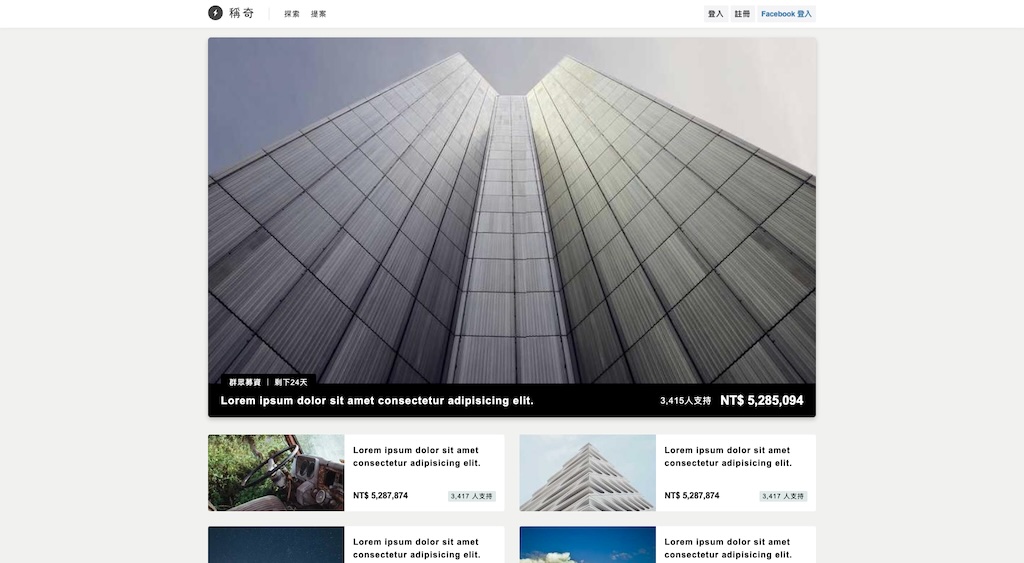 稱奇
探索 提案
登入 註冊 Facebook 登入
群眾募資 | 剩下24天
Lorem ipsum dolor sit amet consectetur adipisicing elit.
3,415人支持 NT$ 5,285,094
Lorem ipsum dolor sit amet
consectetur adipisicing elit.
NT$ 5,287,874 3,417 人支持
Lorem ipsum dolor sit amet
consectetur adipisicing elit.
NT$ 5,287,874 3,417 人支持
Lorem ipsum dolor sit amet
consectetur adipisicing elit.
Lorem ipsum dolor sit amet
consectetur adipisicing elit.